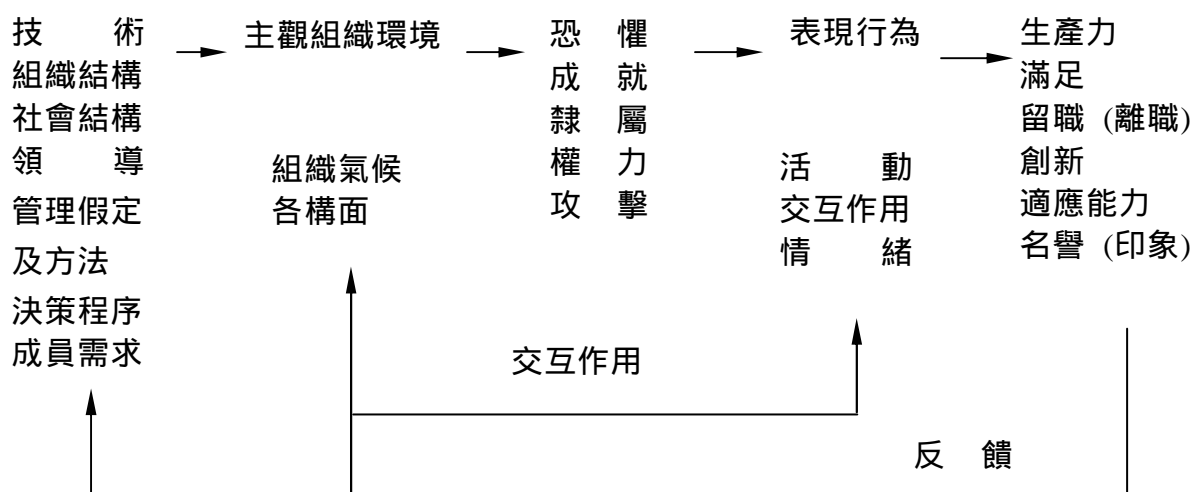 技術
組織結構
社會結構
領導
管理假定
及方法
決策程序
成員需求
主觀組織環境
組織氣候
各構面
恐懼
成就
隸屬
權力
攻擊
表現行為
活動
交互作用
情緒
生產力
滿足
留職 (離職)
創新
適應能力
名譽 (印象)
交互作用
反饋